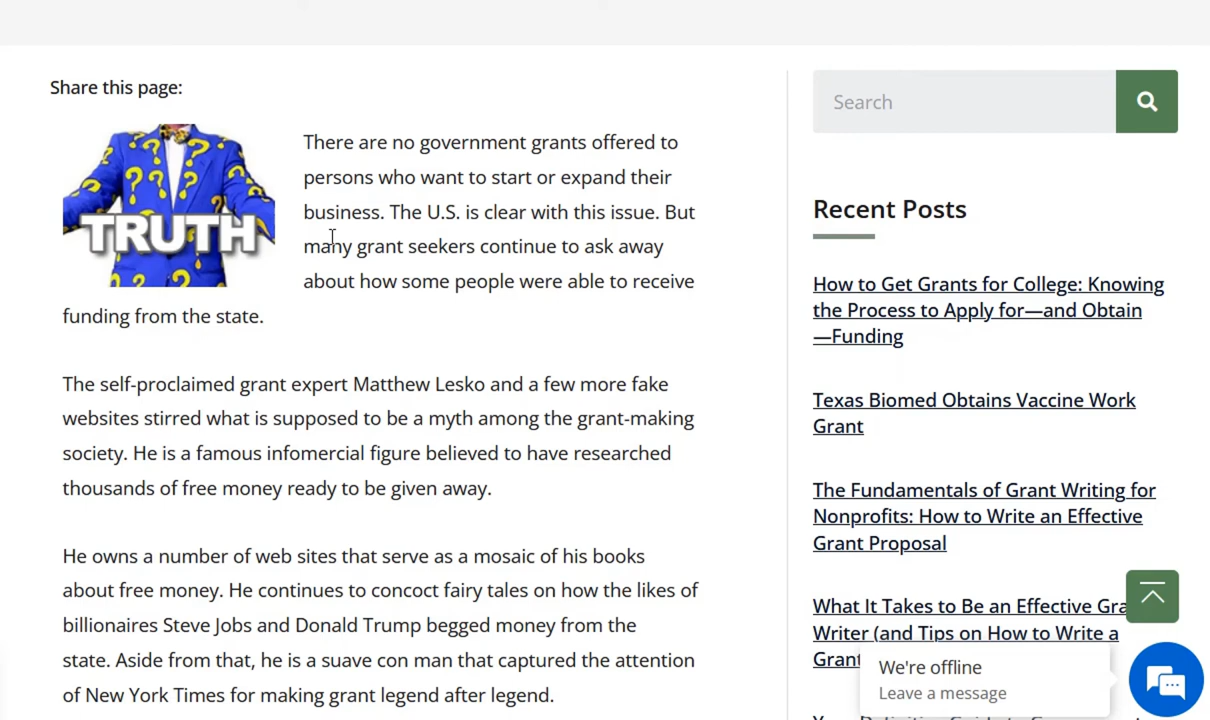 Share this page:
TRUTH
There are no government grants offered to
persons who want to start or expand their
business. The U.S. is clear with this issue. But
many grant seekers continue to ask away
about how some people were able to receive
funding from the state.
The self-proclaimed grant expert Matthew Lesko and a few more fake
websites stirred what is supposed to be a myth among the grant-making
society. He is a famous infomercial figure believed to have researched
thousands of free money ready to be given away.
He owns a number of web sites that serve as a mosaic of his books
about free money. He continues to concoct fairy tales on how the likes of
billionaires Steve Jobs and Donald Trump begged money from the
state. Aside from that, he is a suave con man that captured the attention
of New York Times for making grant legend after legend.
Search
Recent Posts
How to Get Grants for College: Knowing
the Process to Apply for—and Obtain
—Funding
Texas Biomed Obtains Vaccine Work
Grant
The Fundamentals of Grant Writing for
Nonprofits: How to Write an Effective
Grant Proposal
What It Takes to Be an Effective Gra
Writer (and Tips on How to Write a
Grant
We're offline
Leave a message